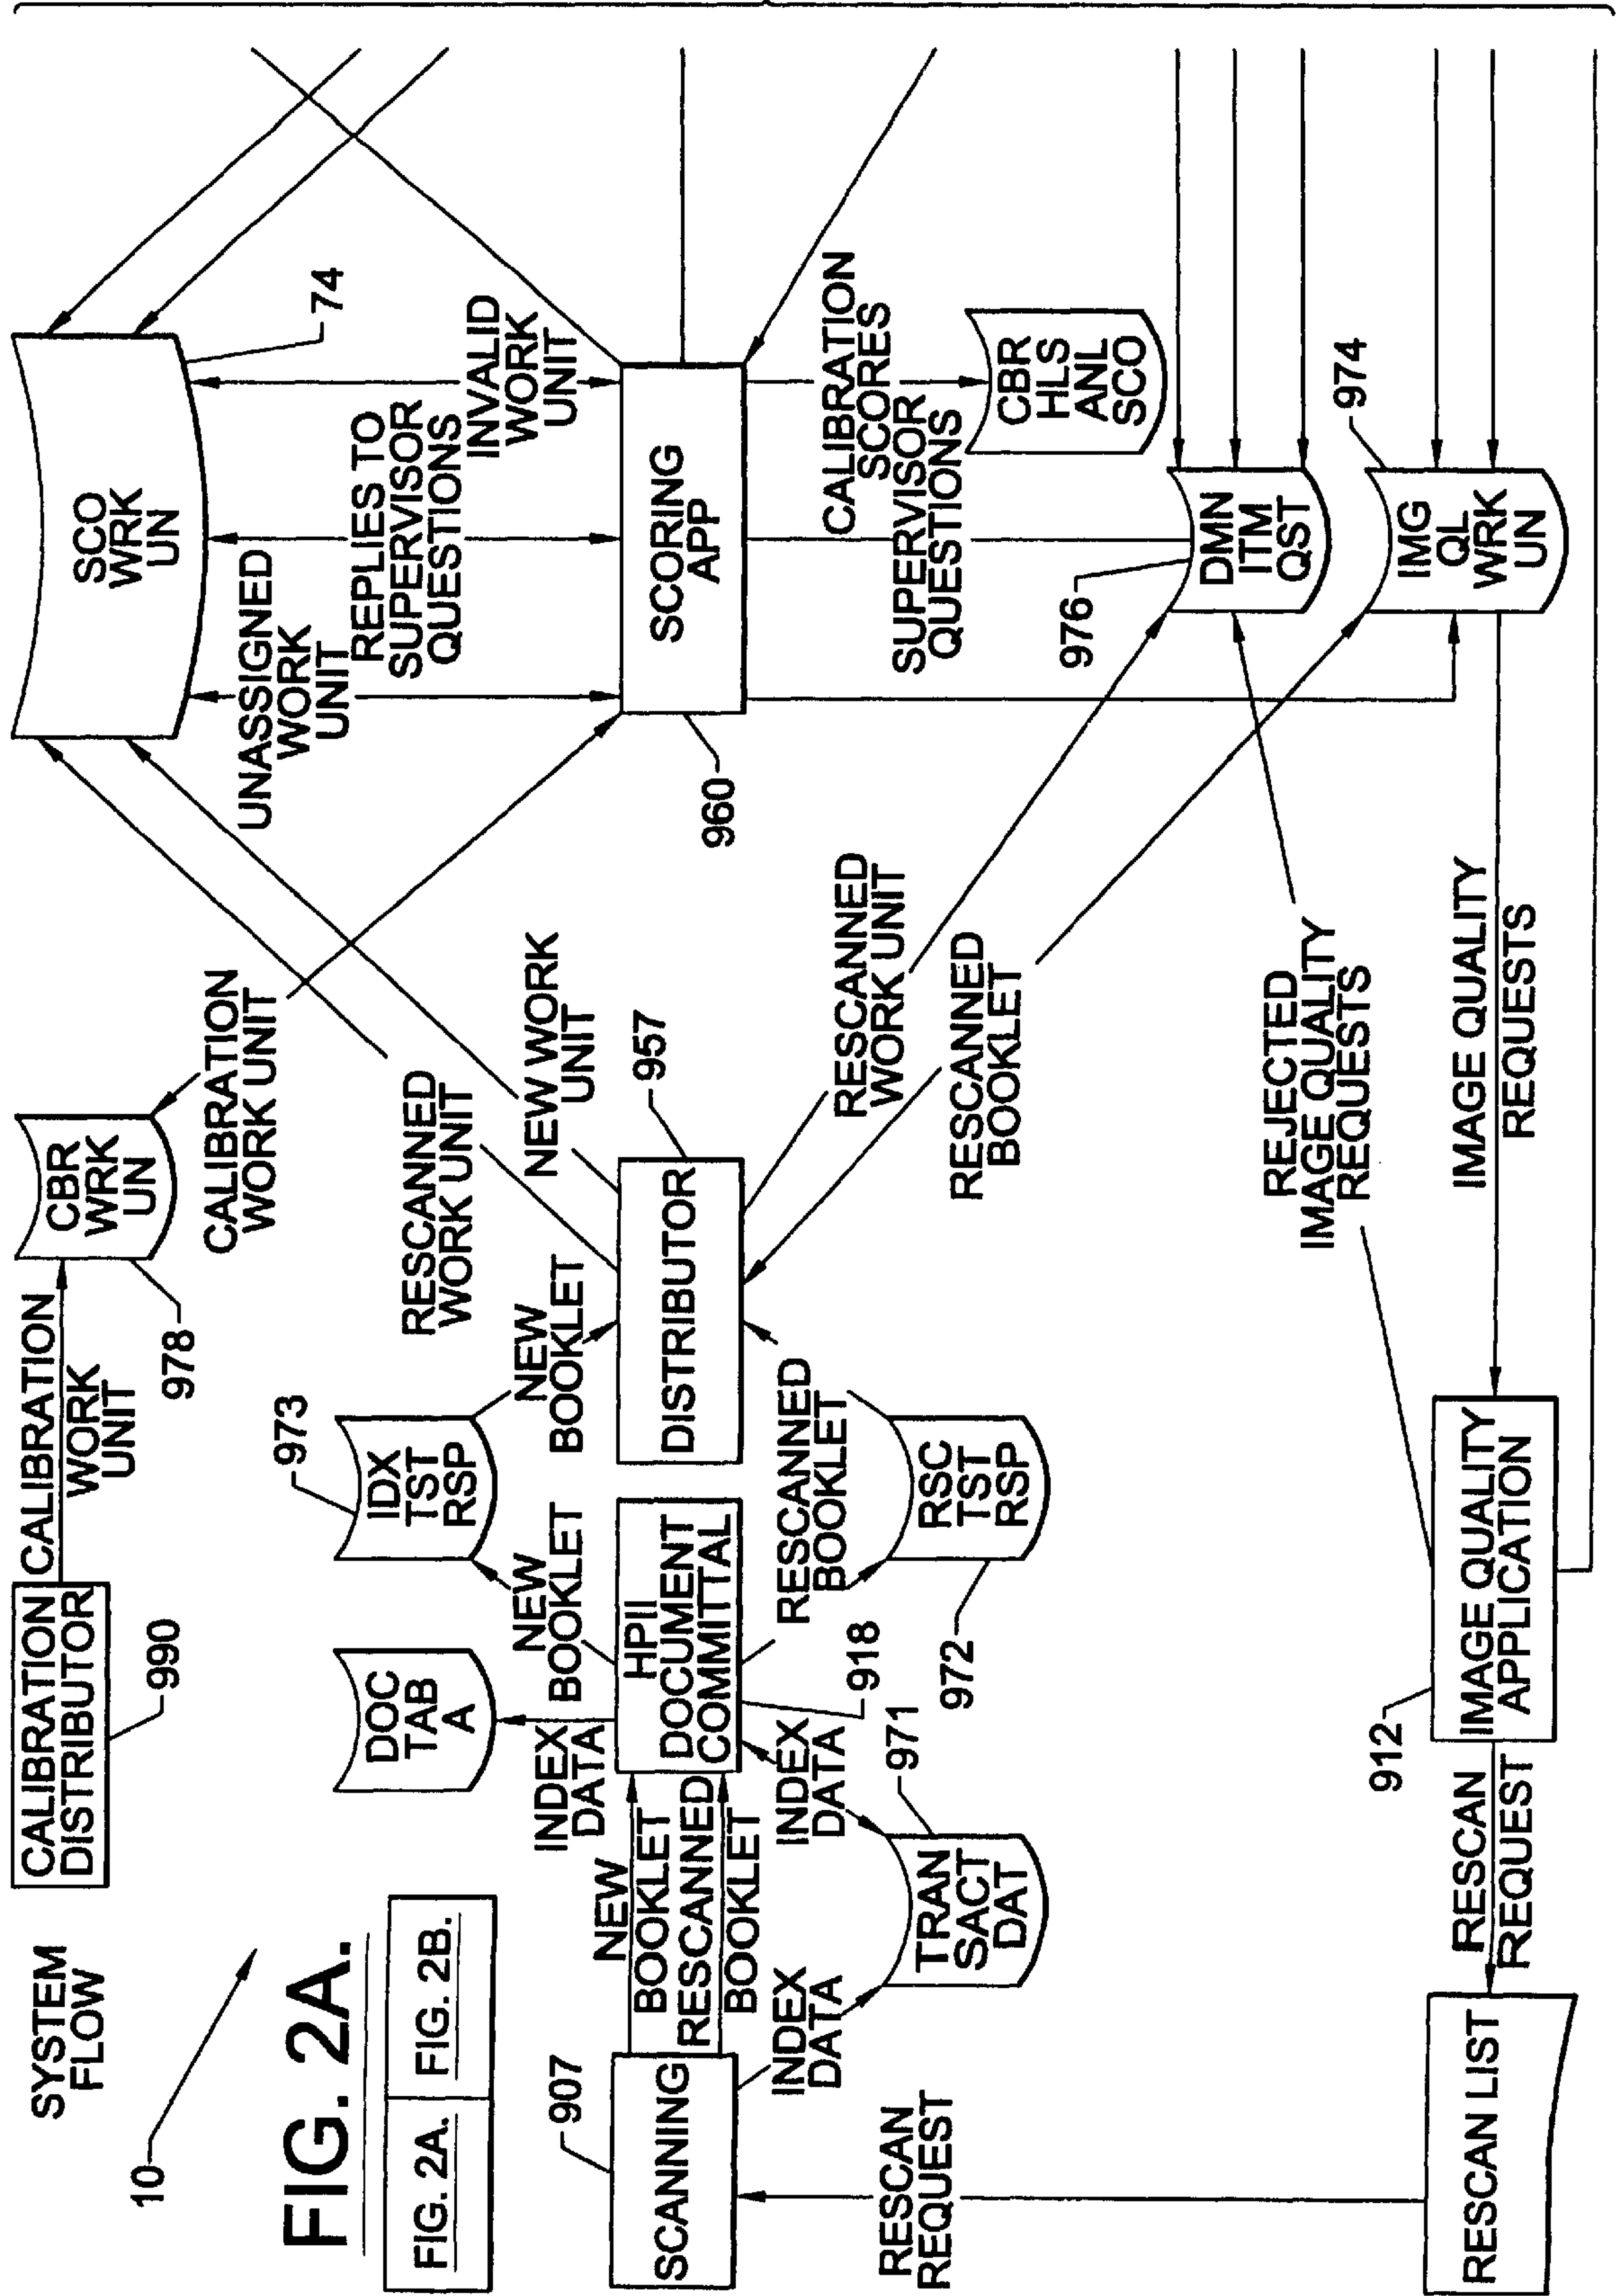 SYSTEM
FLOW
10
FIG. 2A.
FIG. 2A.
FIG. 2B.
CALIBRATION
DISTRIBUTOR
990
CALIBRATION
WORK
UNIT
CBR
WRK
UN
978
CALIBRATION
WORK UNIT
SCO
WRK
UN
74
UNASSIGNED
WORK
UNIT
REPLIES TO
SUPERVISOR
QUESTIONS
INVALID
WORK
UNIT
DOC
TAB
A
IDX
TST
RSP
973
RESCANNED
WORK UNIT
NEW WORK
UNIT
INDEX
DATA
NEW
BOOKLET
NEW
BOOKLET
907
SCANNING
NEW
BOOKLET
RESCANNED
BOOKLET
HPII
DOCUMENT
COMMITTAL
918
DISTRIBUTOR
957
SCORING
APP
960
INDEX
DATA
INDEX
DATA
TRAN
SACT
DAT
971
RESCANNED
BOOKLET
RSC
TST
RSP
972
RESCANNED
WORK UNIT
RESCANNED
BOOKLET
CALIBRATION
SCORES
SUPERVISOR
QUESTIONS
CBR
HLS
ANL
SCO
976
DMN
ITM
QST
974
IMG
QL
WRK
UN
REJECTED
IMAGE QUALITY
REQUESTS
IMAGE QUALITY
REQUESTS
RESCAN
REQUEST
RESCAN LIST
RESCAN
REQUEST
912
IMAGE QUALITY
APPLICATION